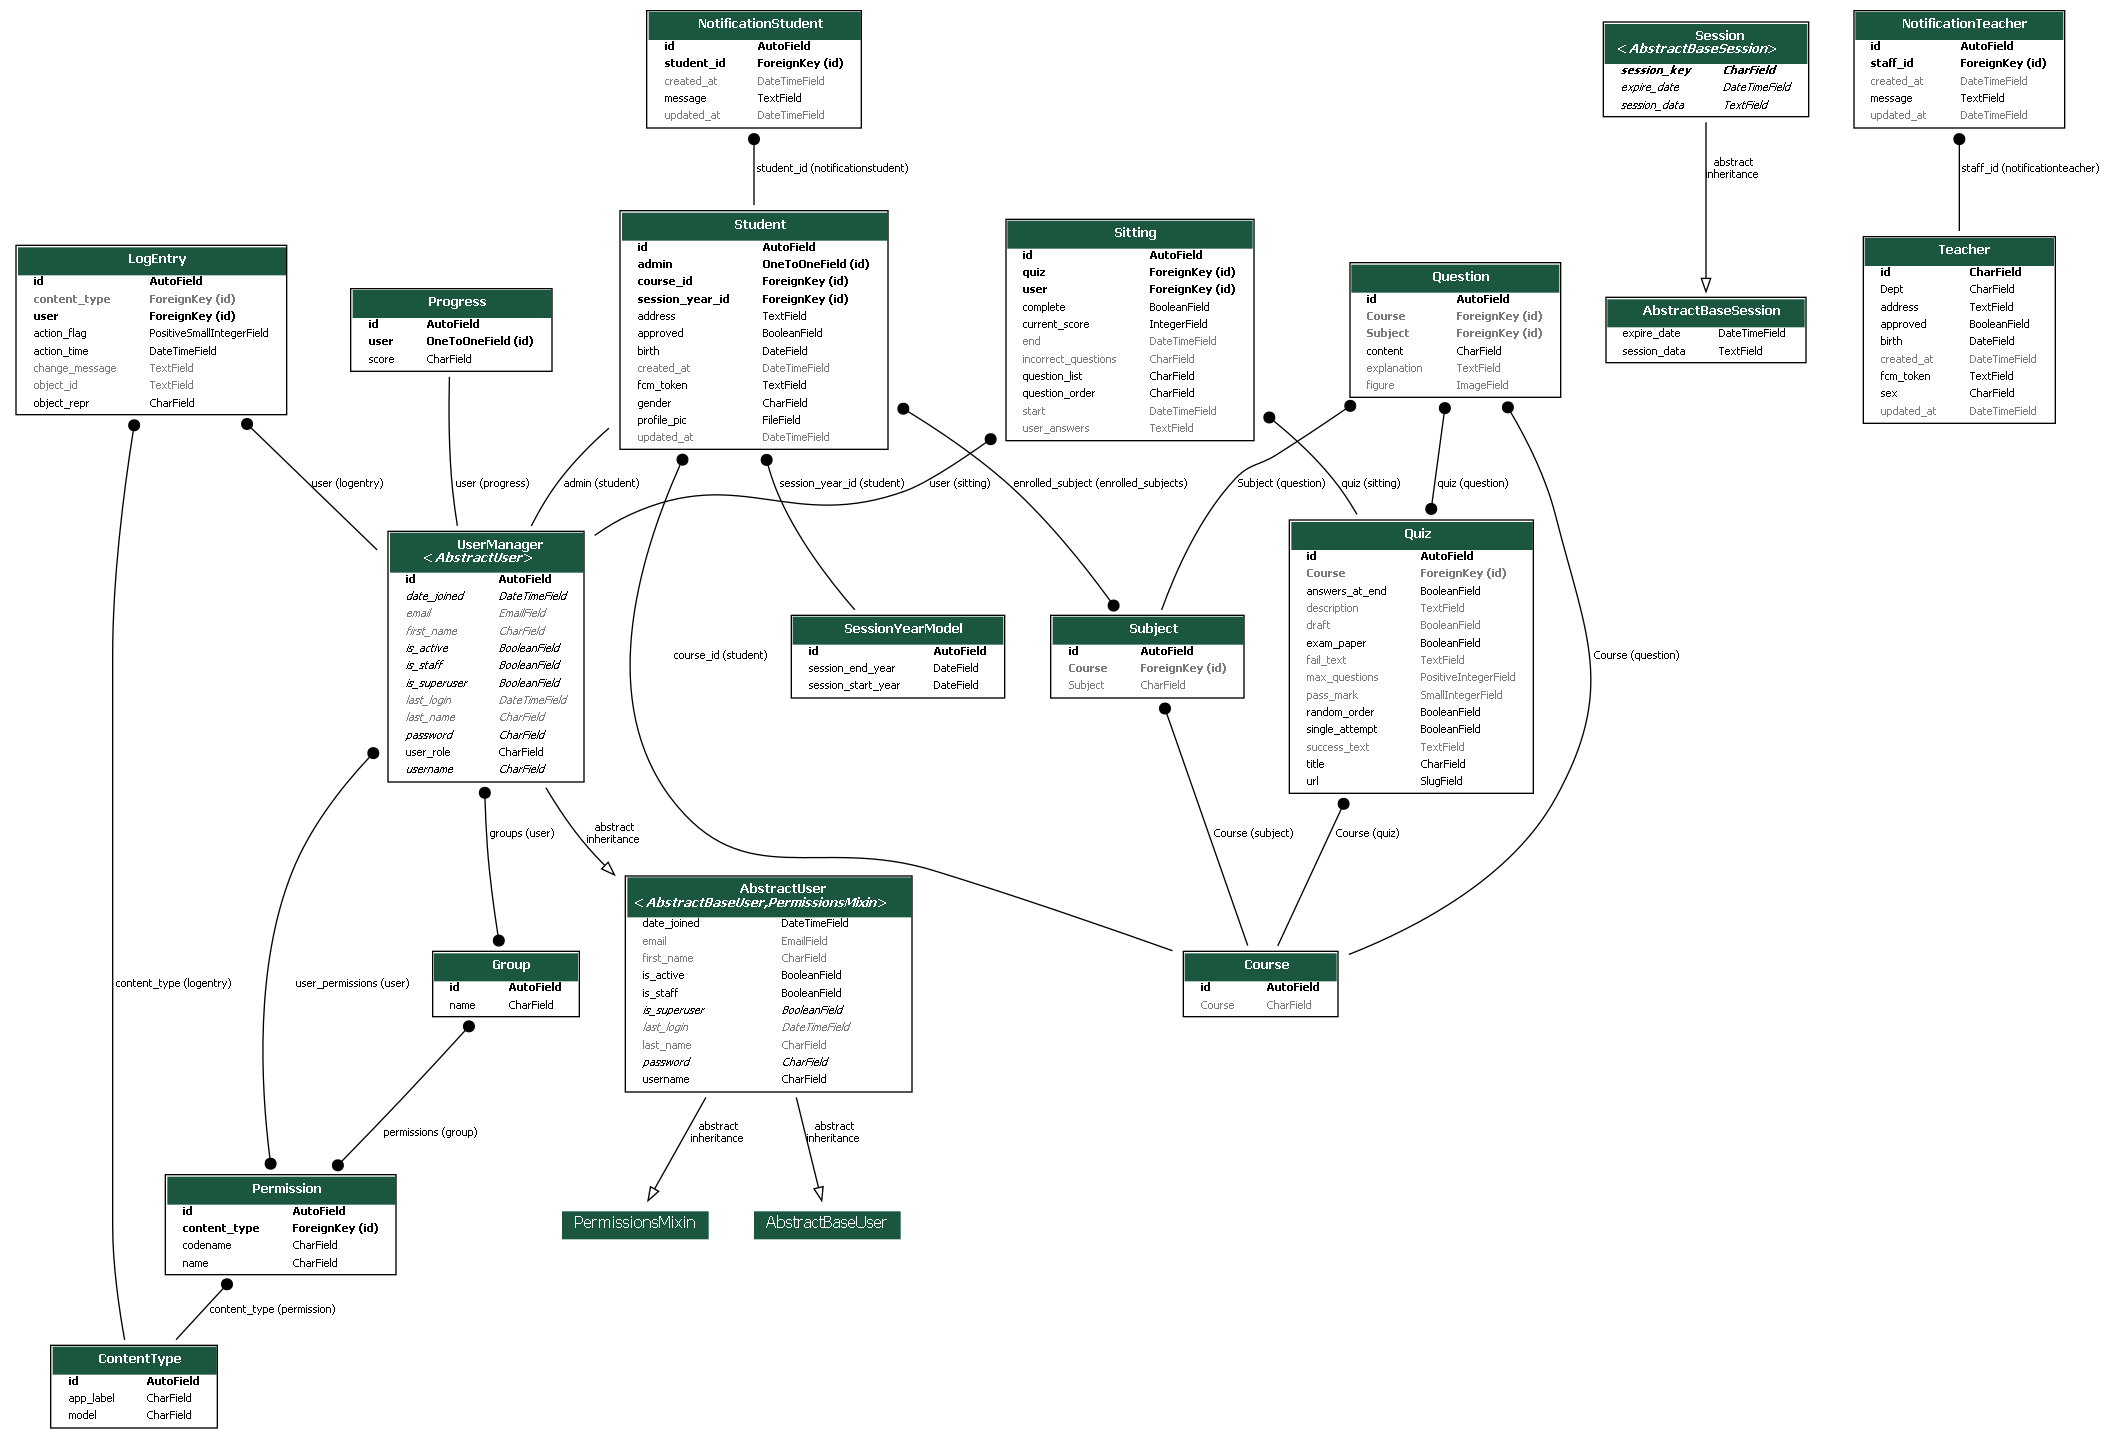 NotificationStudent
id AutoField
student_id ForeignKey (id)
created_at DateTimeField
message TextField
updated_at DateTimeField
Session
<AbstractBaseSession>
session_key CharField
expire_date DateTimeField
session_data TextField
NotificationTeacher
id AutoField
staff_id ForeignKey (id)
created_at DateTimeField
message TextField
updated_at DateTimeField
student_id (notificationstudent)
abstract
inheritance
staff_id (notificationteacher)
LogEntry
id AutoField
content_type ForeignKey (id)
user ForeignKey (id)
action_flag PositiveSmallIntegerField
action_time DateTimeField
change_message TextField
object_id TextField
object_repr CharField
Progress
id AutoField
user OneToOneField (id)
score CharField
Student
id AutoField
admin OneToOneField (id)
course_id ForeignKey (id)
session_year_id ForeignKey (id)
address TextField
approved BooleanField
birth DateField
created_at DateTimeField
fcm_token TextField
gender CharField
profile_pic FileField
updated_at DateTimeField
Sitting
id AutoField
quiz ForeignKey (id)
user ForeignKey (id)
complete BooleanField
current_score IntegerField
end DateTimeField
incorrect_questions CharField
question_list CharField
question_order CharField
start DateTimeField
user_answers TextField
Question
id AutoField
Course ForeignKey (id)
Subject ForeignKey (id)
content CharField
explanation TextField
figure ImageField
AbstractBaseSession
expire_date DateTimeField
session_data TextField
Teacher
id CharField
Dept CharField
address TextField
approved BooleanField
birth DateField
created_at DateTimeField
fcm_token TextField
sex CharField
updated_at DateTimeField
user (logentry)
user (progress)
admin (student)
session_year_id (student)
user (sitting)
enrolled_subject (enrolled_subjects)
Subject (question)
quiz (sitting)
quiz (question)
UserManager
<AbstractUser>
id AutoField
date_joined DateTimeField
email EmailField
first_name CharField
is_active BooleanField
is_staff BooleanField
is_superuser BooleanField
last_login DateTimeField
last_name CharField
password CharField
user_role CharField
username CharField
course_id (student)
SessionYearModel
id AutoField
session_end_year DateField
session_start_year DateField
Subject
id AutoField
Course ForeignKey (id)
Subject CharField
Quiz
id AutoField
Course ForeignKey (id)
answers_at_end BooleanField
description TextField
draft BooleanField
exam_paper BooleanField
fail_text TextField
max_questions PositiveIntegerField
pass_mark SmallIntegerField
random_order BooleanField
single_attempt BooleanField
success_text TextField
title CharField
url SlugField
Course (question)
groups (user)
abstract
inheritance
Course (subject)
Course (quiz)
content_type (logentry)
user_permissions (user)
Group
id AutoField
name CharField
AbstractUser
<AbstractBaseUser,PermissionsMixin>
date_joined DateTimeField
email EmailField
first_name CharField
is_active BooleanField
is_staff BooleanField
is_superuser BooleanField
last_login DateTimeField
last_name CharField
password CharField
username CharField
Course
id AutoField
Course CharField
permissions (group)
abstract
inheritance
abstract
inheritance
Permission
id AutoField
content_type ForeignKey (id)
codename CharField
name CharField
PermissionsMixin
AbstractBaseUser
content_type (permission)
ContentType
id AutoField
app_label CharField
model CharField